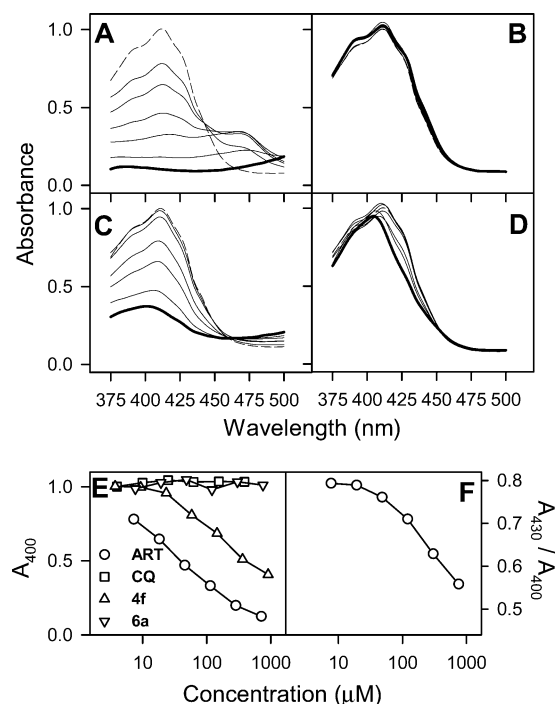 A
B
1.0
0.5
0.0
Absorbance
C
D
1.0
0.5
0.0
375 400 425 450 475 500 375 400 425 450 475 500
Wavelength (nm)
E
F
1.0
0.5
0.0
A400
ART
CQ
4f
6a
0.8
0.7
0.6
0.5
A430 / A400
10 100 1000 10 100 1000
Concentration (μM)